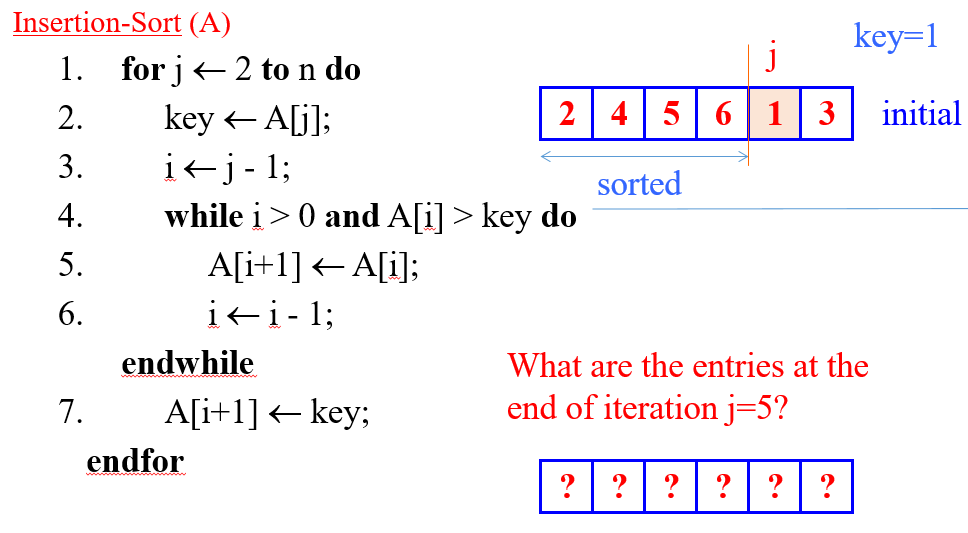 Insertion-Sort (A)
1. for j ← 2 to n do
2. key ← A[j];
3. i ← j - 1;
4. while i > 0 and A[i] > key do
5. A[i+1] ← A[i];
6. i ← i - 1;
endwhile
7. A[i+1] ← key;
endfor
key=1
j
2 4 5 6 1 3 initial
sorted
What are the entries at the
end of iteration j=5?
? ? ? ? ? ?